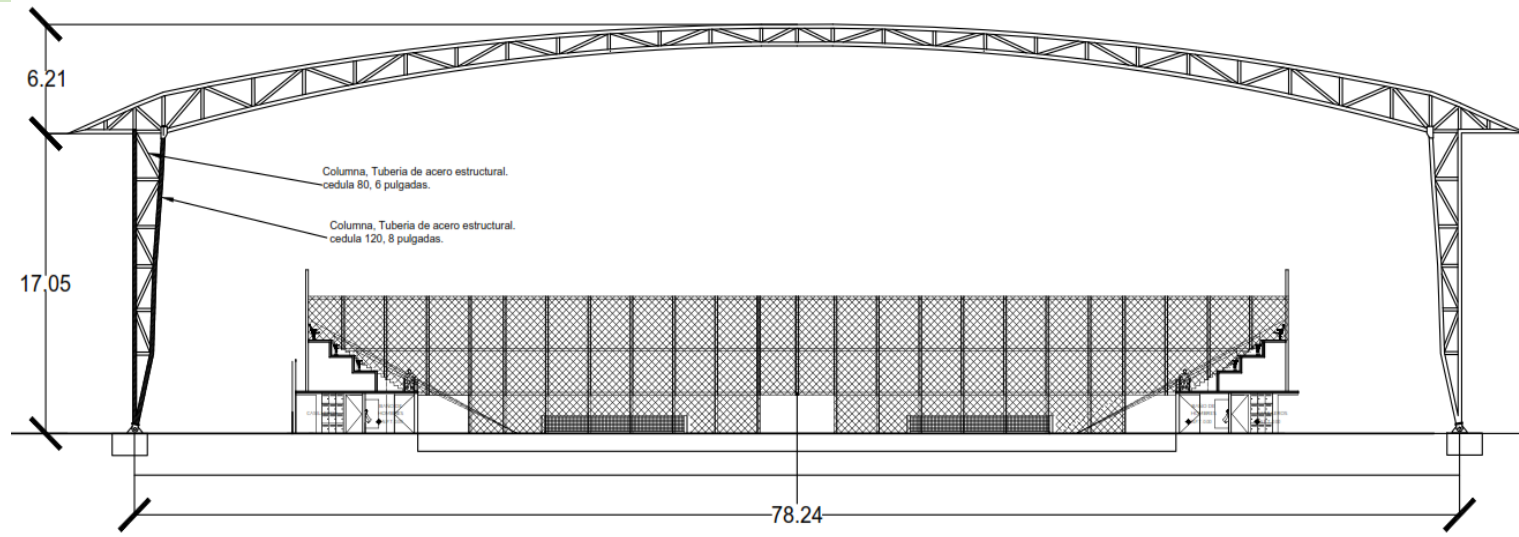 6.21
Columna, Tuberia de acero estructural.
cedula 80, 6 pulgadas.
Columna, Tuberia de acero estructural.
cedula 120, 8 pulgadas.
17.05
78.24